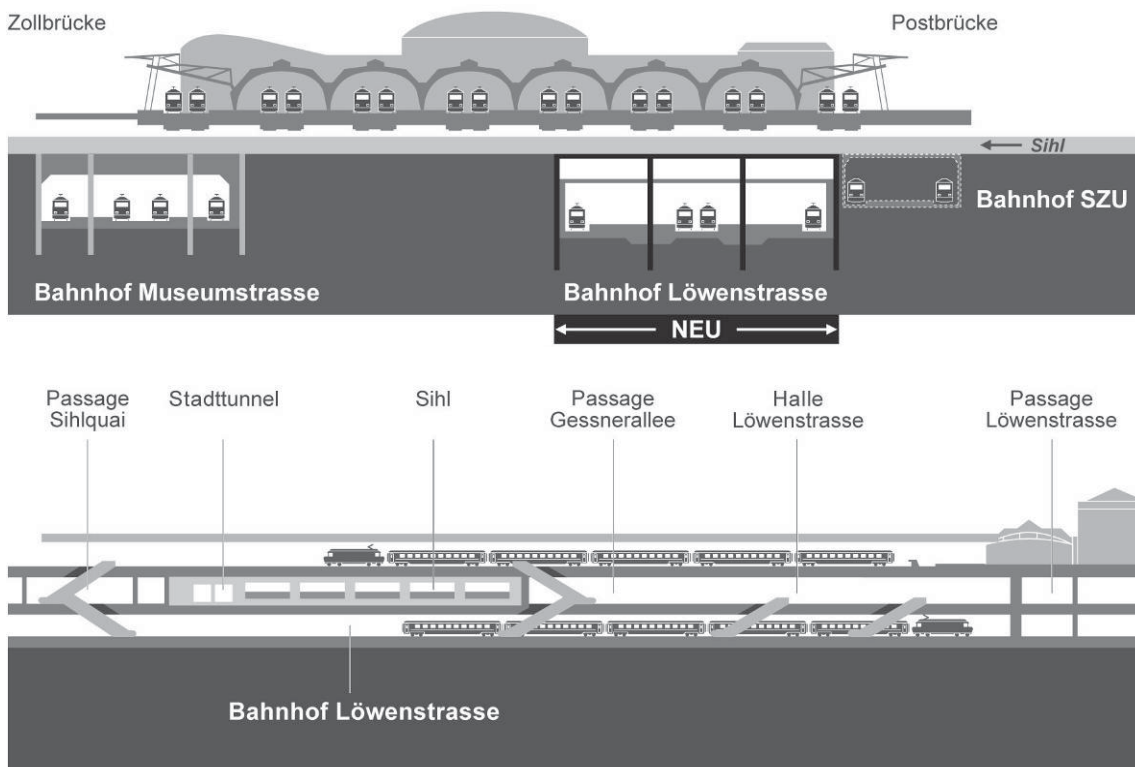 Zollbrücke
Postbrücke
Sihl
Bahnhof SZU
Bahnhof Museumstrasse
Bahnhof Löwenstrasse
NEU
Passage
Sihlquai
Stadttunnel
Sihl
Passage
Gessnerallee
Halle
Löwenstrasse
Passage
Löwenstrasse
Bahnhof Löwenstrasse